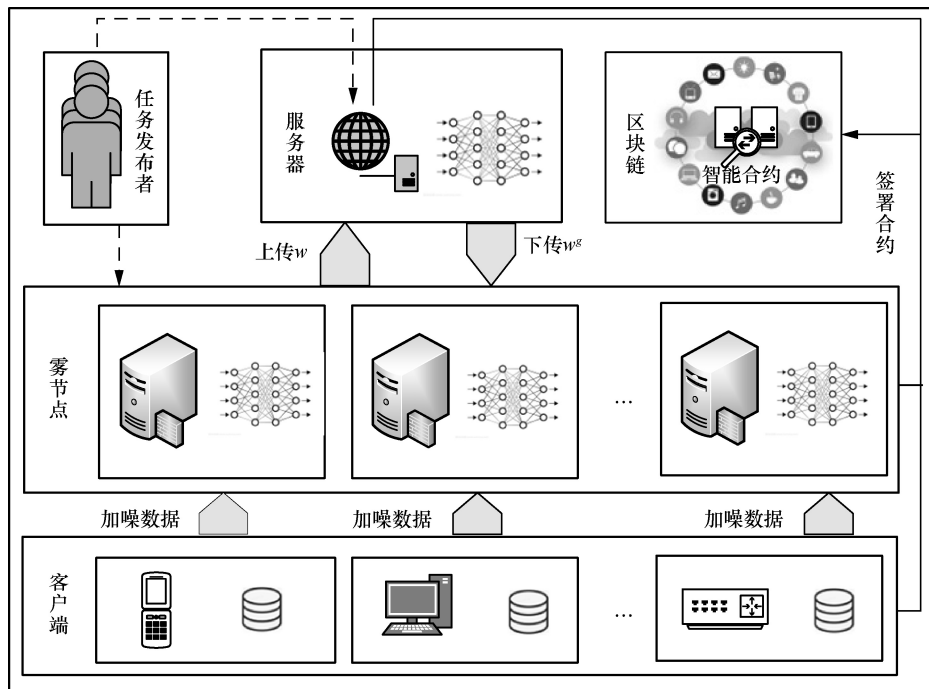 任务发布者
服务器
区块链
智能合约
签署合约
上传w
下传w^g
雾节点
...
加噪数据
加噪数据
加噪数据
客户端
...